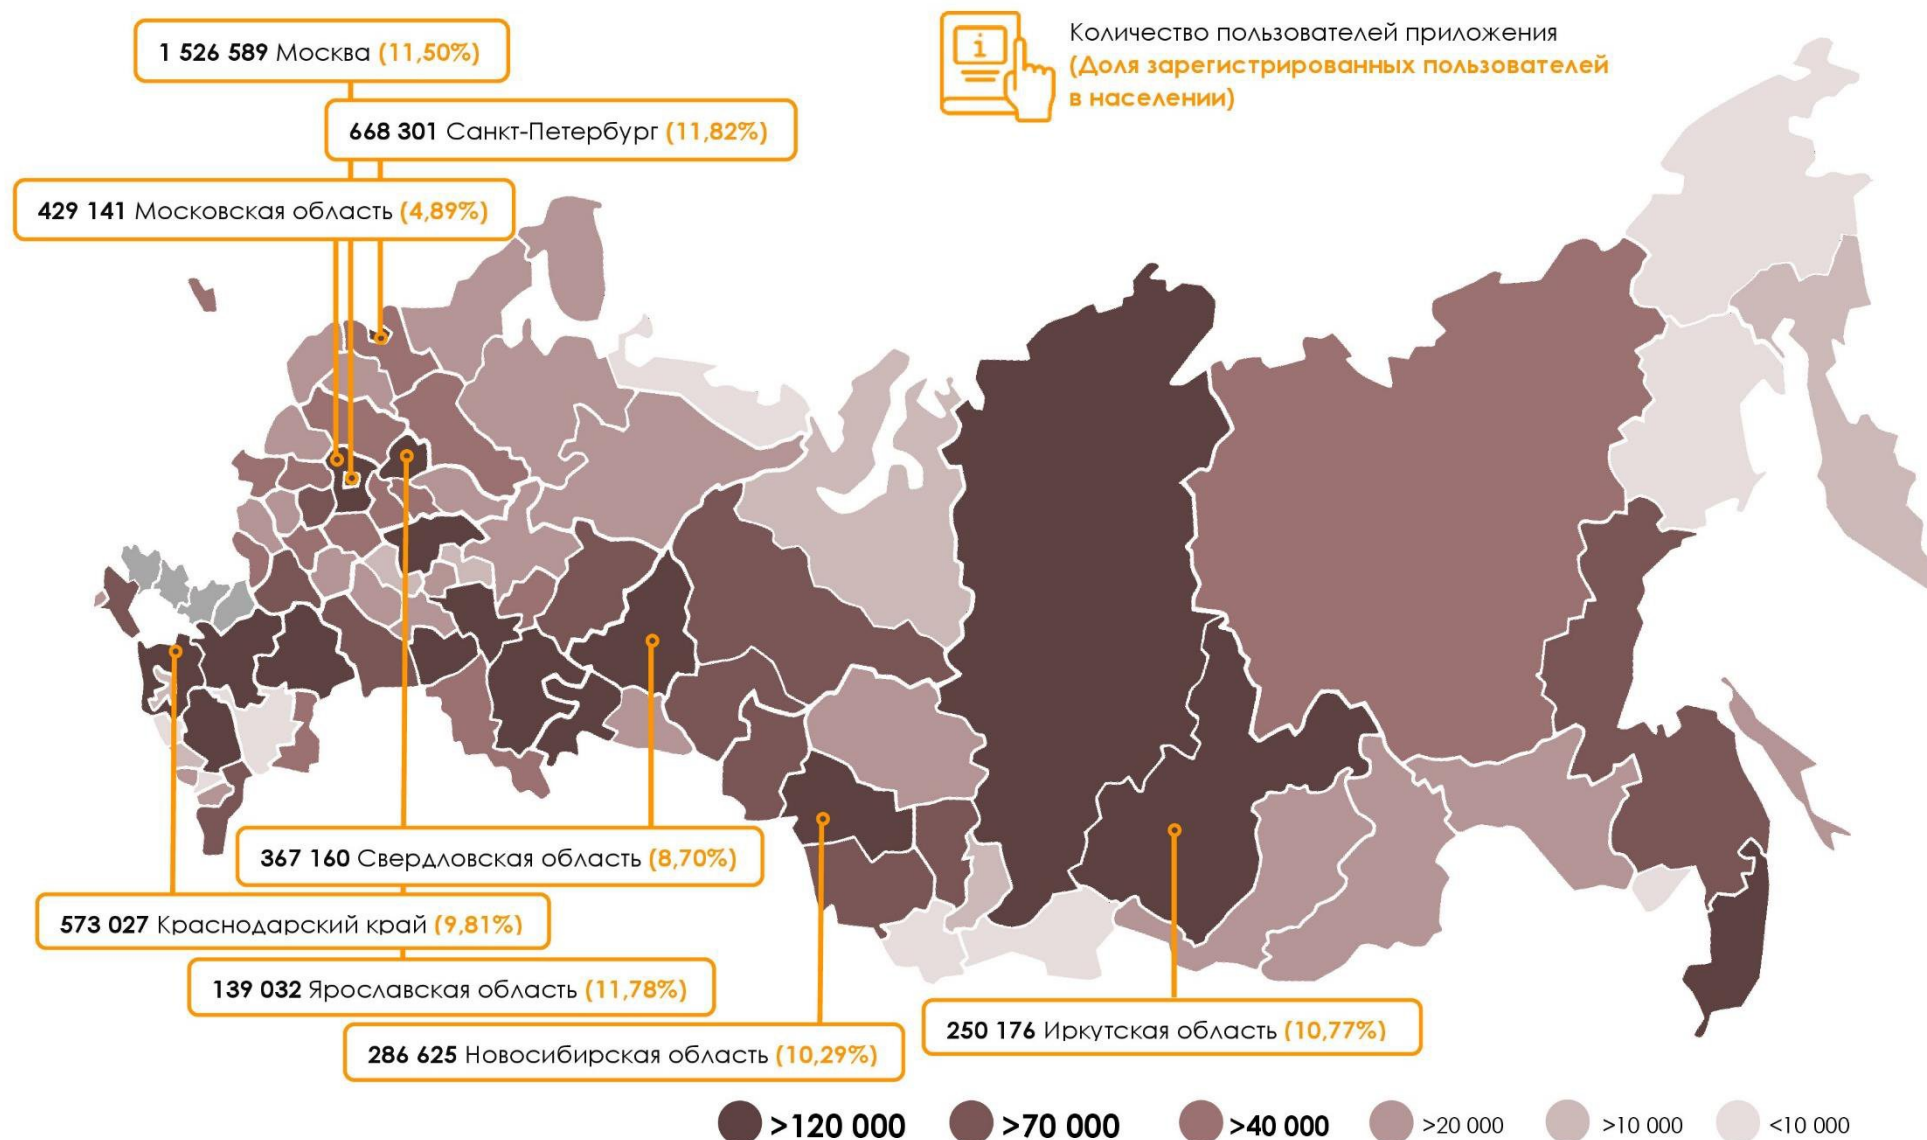 1 526 589 Москва (11,50%)
668 301 Санкт-Петербург (11,82%)
429 141 Московская область (4,89%)
i
Количество пользователей приложения
(Доля зарегистрированных пользователей
в населении)
367 160 Свердловская область (8,70%)
573 027 Краснодарский край (9,81%)
139 032 Ярославская область (11,78%)
286 625 Новосибирская область (10,29%)
250 176 Иркутская область (10,77%)
>120 000 >70 000 >40 000 >20 000 >10 000 <10 000